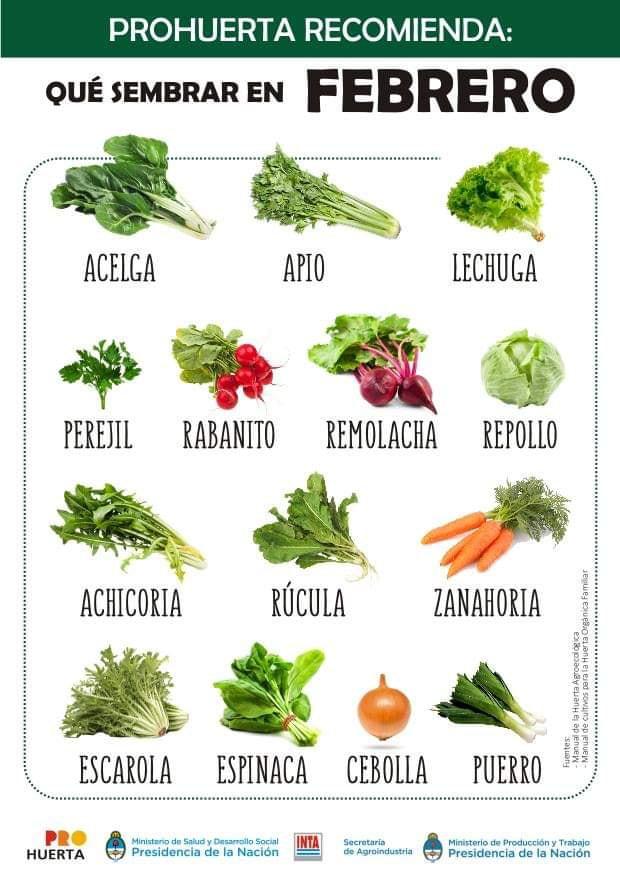 PROHUERTA RECOMIENDA:
QUÉ SEMBRAR EN FEBRERO
ACELGA
APIO
LECHUGA
PEREJIL
RABANITO
REMOLACHA
REPOLLO
ACHICORIA
RÚCULA
ZANAHORIA
ESCAROLA
ESPINACA
CEBOLLA
PUERRO
Fuentes:
- Manual de la Huerta Agroecológica
- Manual de cultivos para la Huerta Orgánica Familiar
PRO
HUERTA
Ministerio de Salud y Desarrollo Social
Presidencia de la Nación
INTA
Secretaría
de Agroindustria
Ministerio de Producción y Trabajo
Presidencia de la Nación